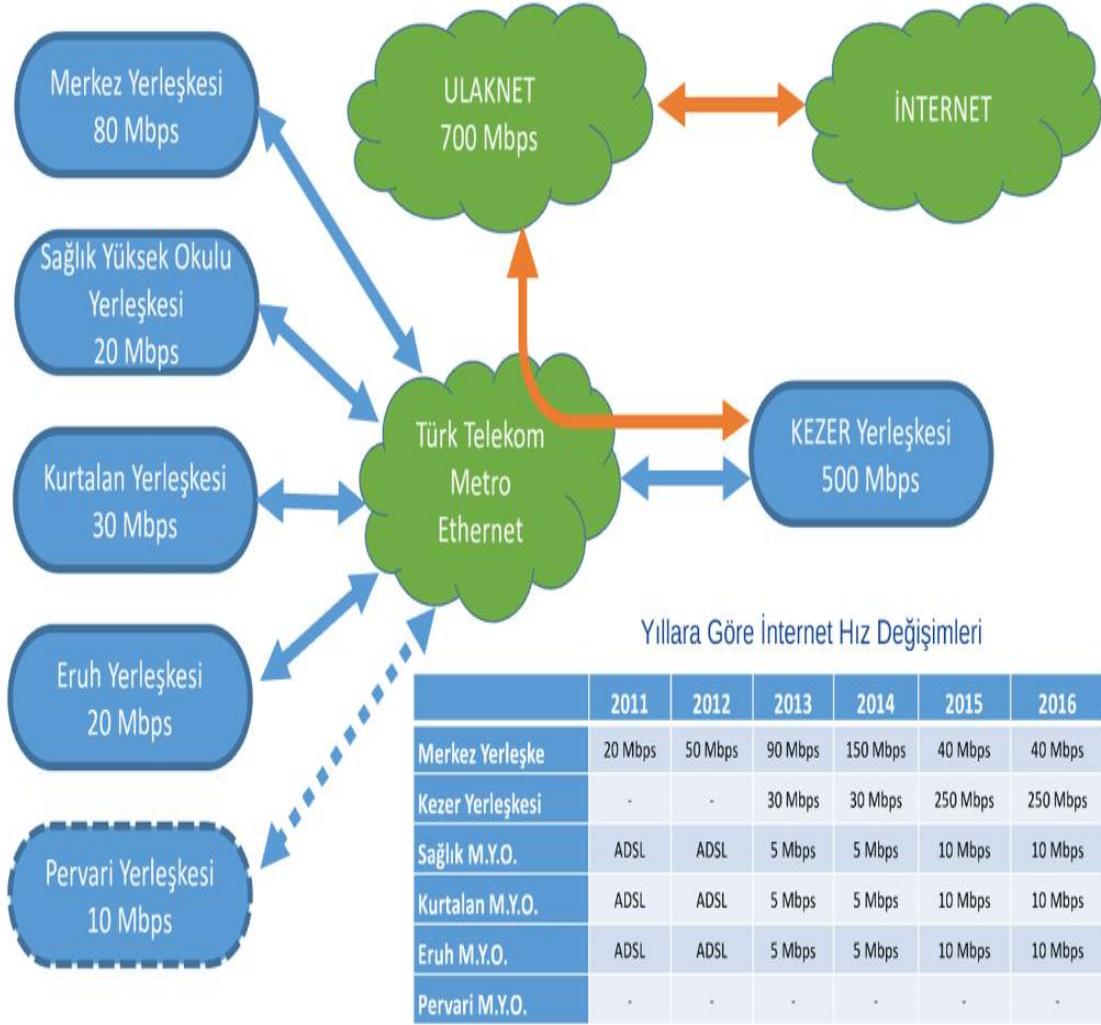 Merkez Yerleşkesi
80 Mbps
ULAKNET
700 Mbps
İNTERNET
Sağlık Yüksek Okulu
Yerleşkesi
20 Mbps
Türk Telekom
Metro
Ethernet
KEZER Yerleşkesi
500 Mbps
Kurtalan Yerleşkesi
30 Mbps
Eruh Yerleşkesi
20 Mbps
Pervari Yerleşkesi
10 Mbps
Yıllara Göre İnternet Hız Değişimleri
2011 2012 2013 2014 2015 2016
Merkez Yerleşke 20 Mbps 50 Mbps 90 Mbps 150 Mbps 40 Mbps 40 Mbps
Kezer Yerleşkesi - - 30 Mbps 30 Mbps 250 Mbps 250 Mbps
Sağlık M.Y.O. ADSL ADSL 5 Mbps 5 Mbps 10 Mbps 10 Mbps
Kurtalan M.Y.O. ADSL ADSL 5 Mbps 5 Mbps 10 Mbps 10 Mbps
Eruh M.Y.O. ADSL ADSL 5 Mbps 5 Mbps 10 Mbps 10 Mbps
Pervari M.Y.O. - - - - - -